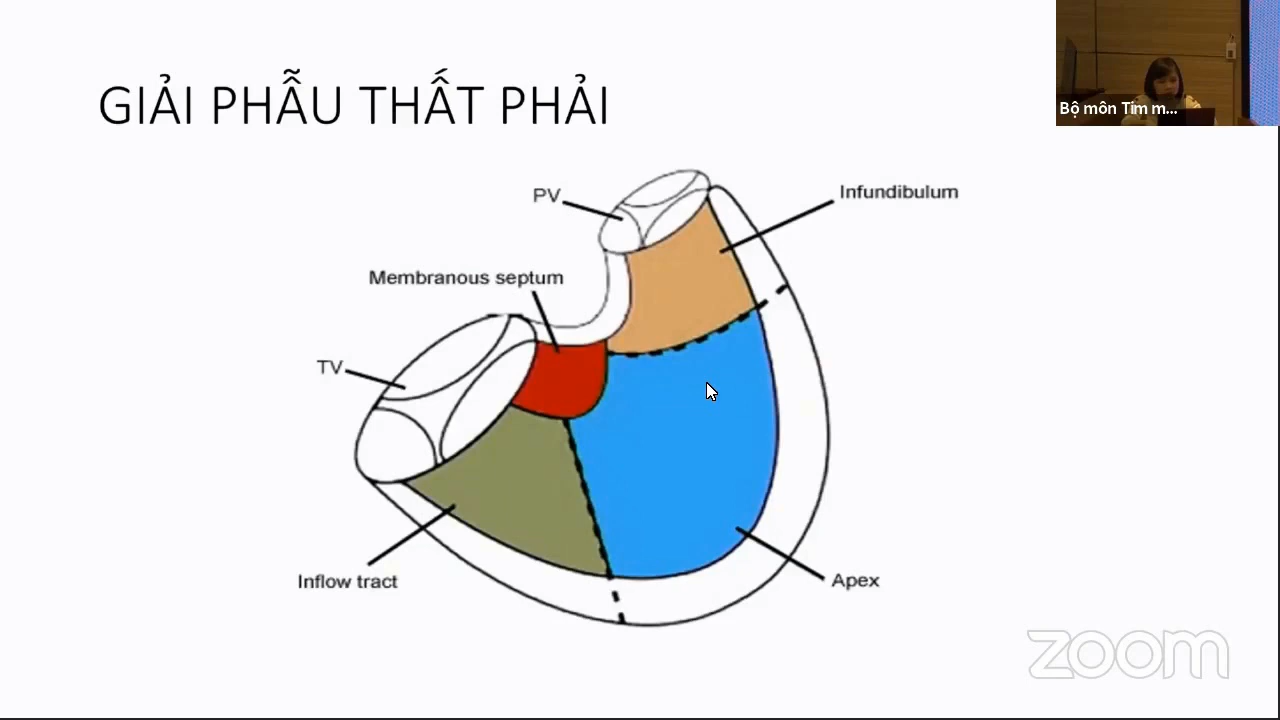 GIẢI PHẪU THẤT PHẢI
Bộ môn Tim m...
PV
Infundibulum
Membranous septum
TV
Inflow tract
Apex
zoom